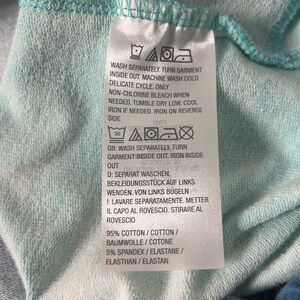 WASH SEPARATELY. TURN GARMENT
INSIDE OUT. MACHINE WASH COLD
DELICATE CYCLE. ONLY
NON-CHLORINE BLEACH WHEN
NEEDED. TUMBLE DRY LOW. COOL
IRON IF NEEDED. IRON ON REVERSE
SIDE
30
GB: WASH SEPARATELY. TURN
GARMENT INSIDE OUT. IRON INSIDE
OUT
D: SEPARAT WASCHEN,
BEKLEIDUNGSSTÜCK AUF LINKS
WENDEN. VON LINKS BÜGELN
I: LAVARE SEPARATAMENTE. METTERE
IL CAPO AL ROVESCIO. STIRARE AL
ROVESCIO
95% COTTON / COTTON /
BAUMWOLLE / COTONE
5% SPANDEX / ELASTANE /
ELASTHAN / ELASTAN